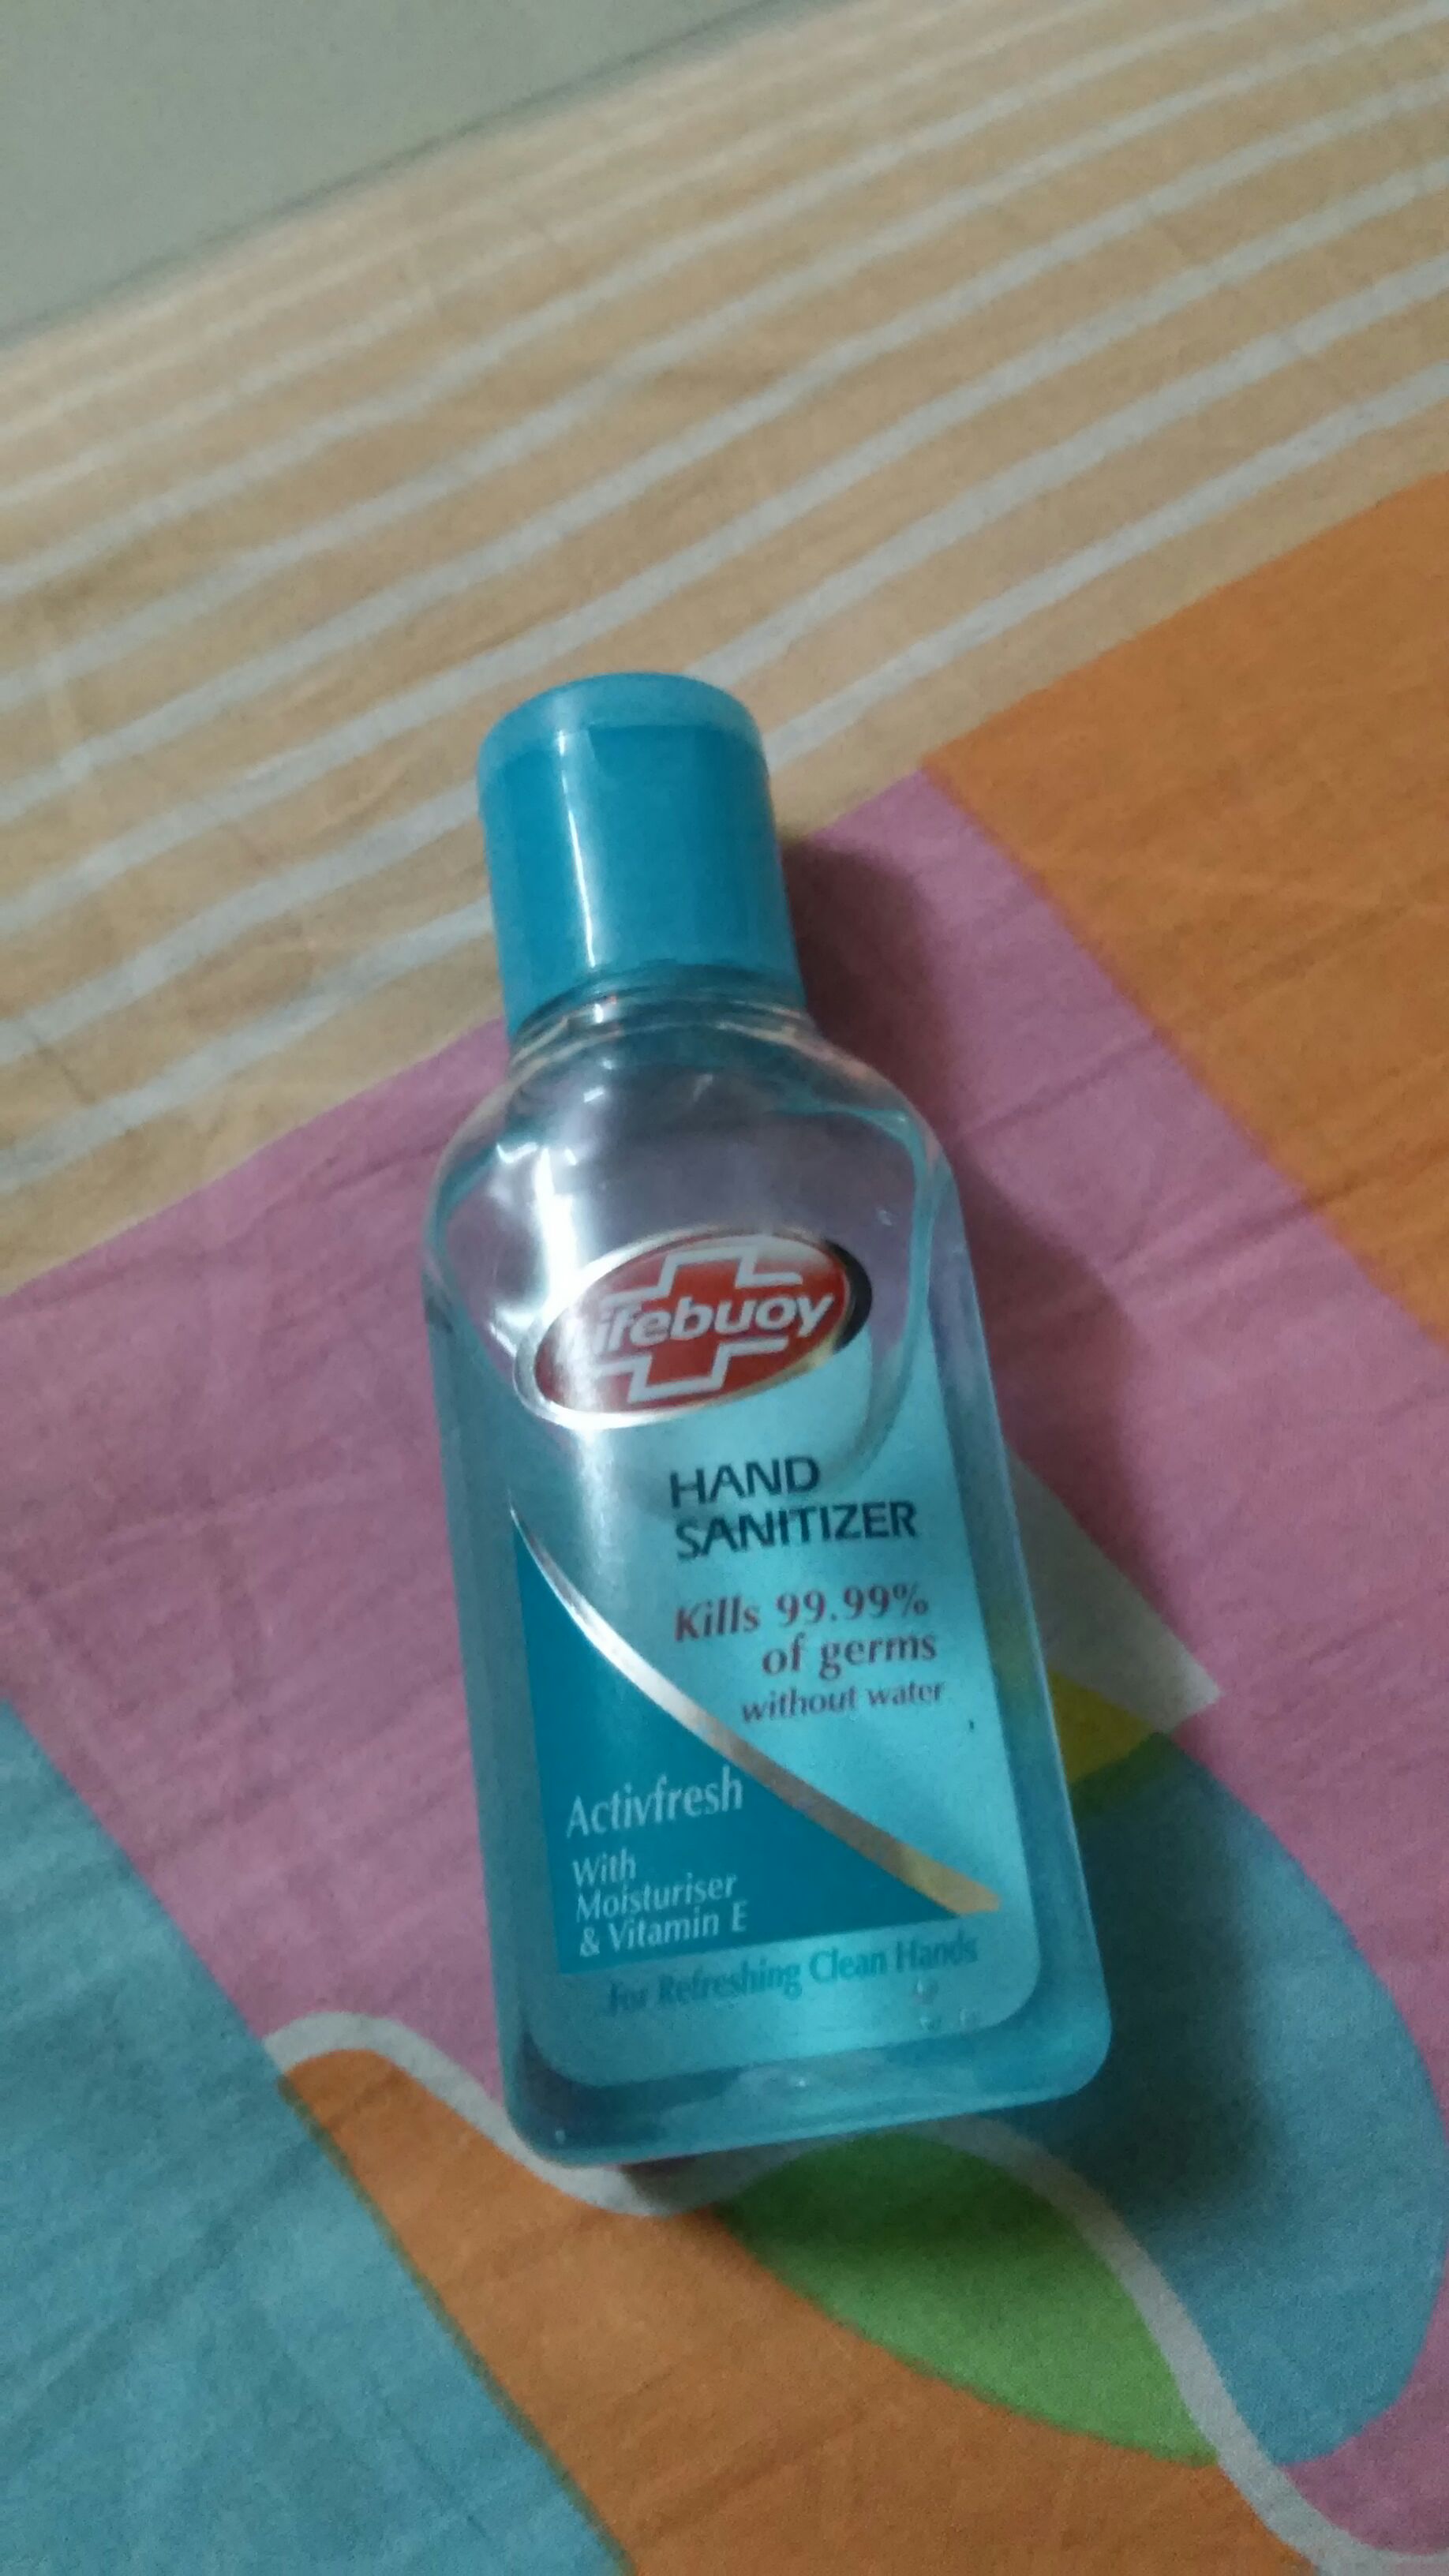 Lifebuoy
HAND
SANITIZER
Kills 99.99%
of germs
without water
Activfresh
With
Moisturiser
& Vitamin E
For Refreshing Clean Hands